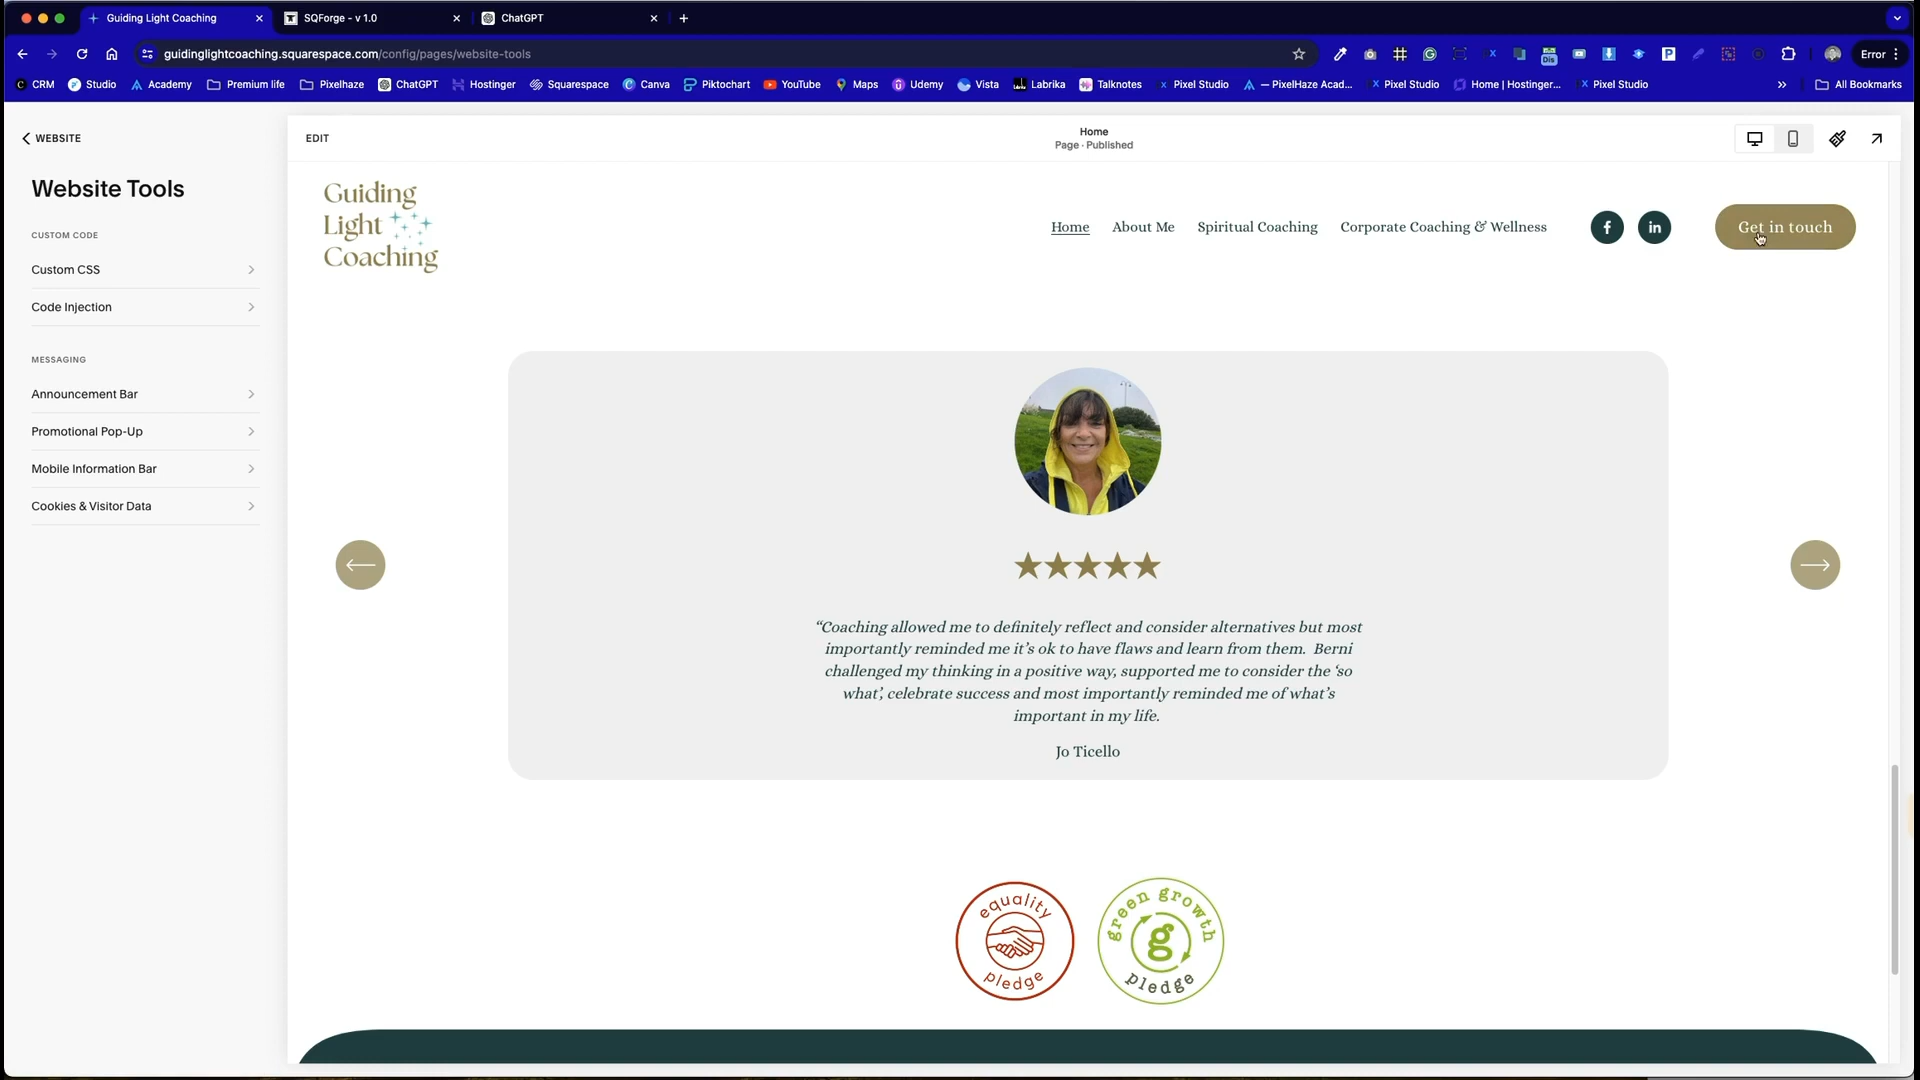 Guiding Light Coaching
SQForge - v 1.0
ChatGPT
guidinglightcoaching.squarespace.com/config/pages/website-tools
Error
CRM
Studio
Academy
Premium life
Pixelhaze
ChatGPT
Hostinger
Squarespace
Canva
Piktochart
YouTube
Maps
Udemy
Vista
Labrika
Talknotes
Pixel Studio
— PixelHaze Acad...
Pixel Studio
Home | Hostinger...
Pixel Studio
All Bookmarks
WEBSITE
EDIT
Home
Page · Published
Website Tools
CUSTOM CODE
Custom CSS
Code Injection
MESSAGING
Announcement Bar
Promotional Pop-Up
Mobile Information Bar
Cookies & Visitor Data
Guiding
Light
Coaching
Home
About Me
Spiritual Coaching
Corporate Coaching & Wellness
f
in
Get in touch
“Coaching allowed me to definitely reflect and consider alternatives but most
importantly reminded me it’s ok to have flaws and learn from them. Berni
challenged my thinking in a positive way, supported me to consider the ‘so
what’, celebrate success and most importantly reminded me of what’s
important in my life.
Jo Ticello
equality
pledge
green growth
g
pledge